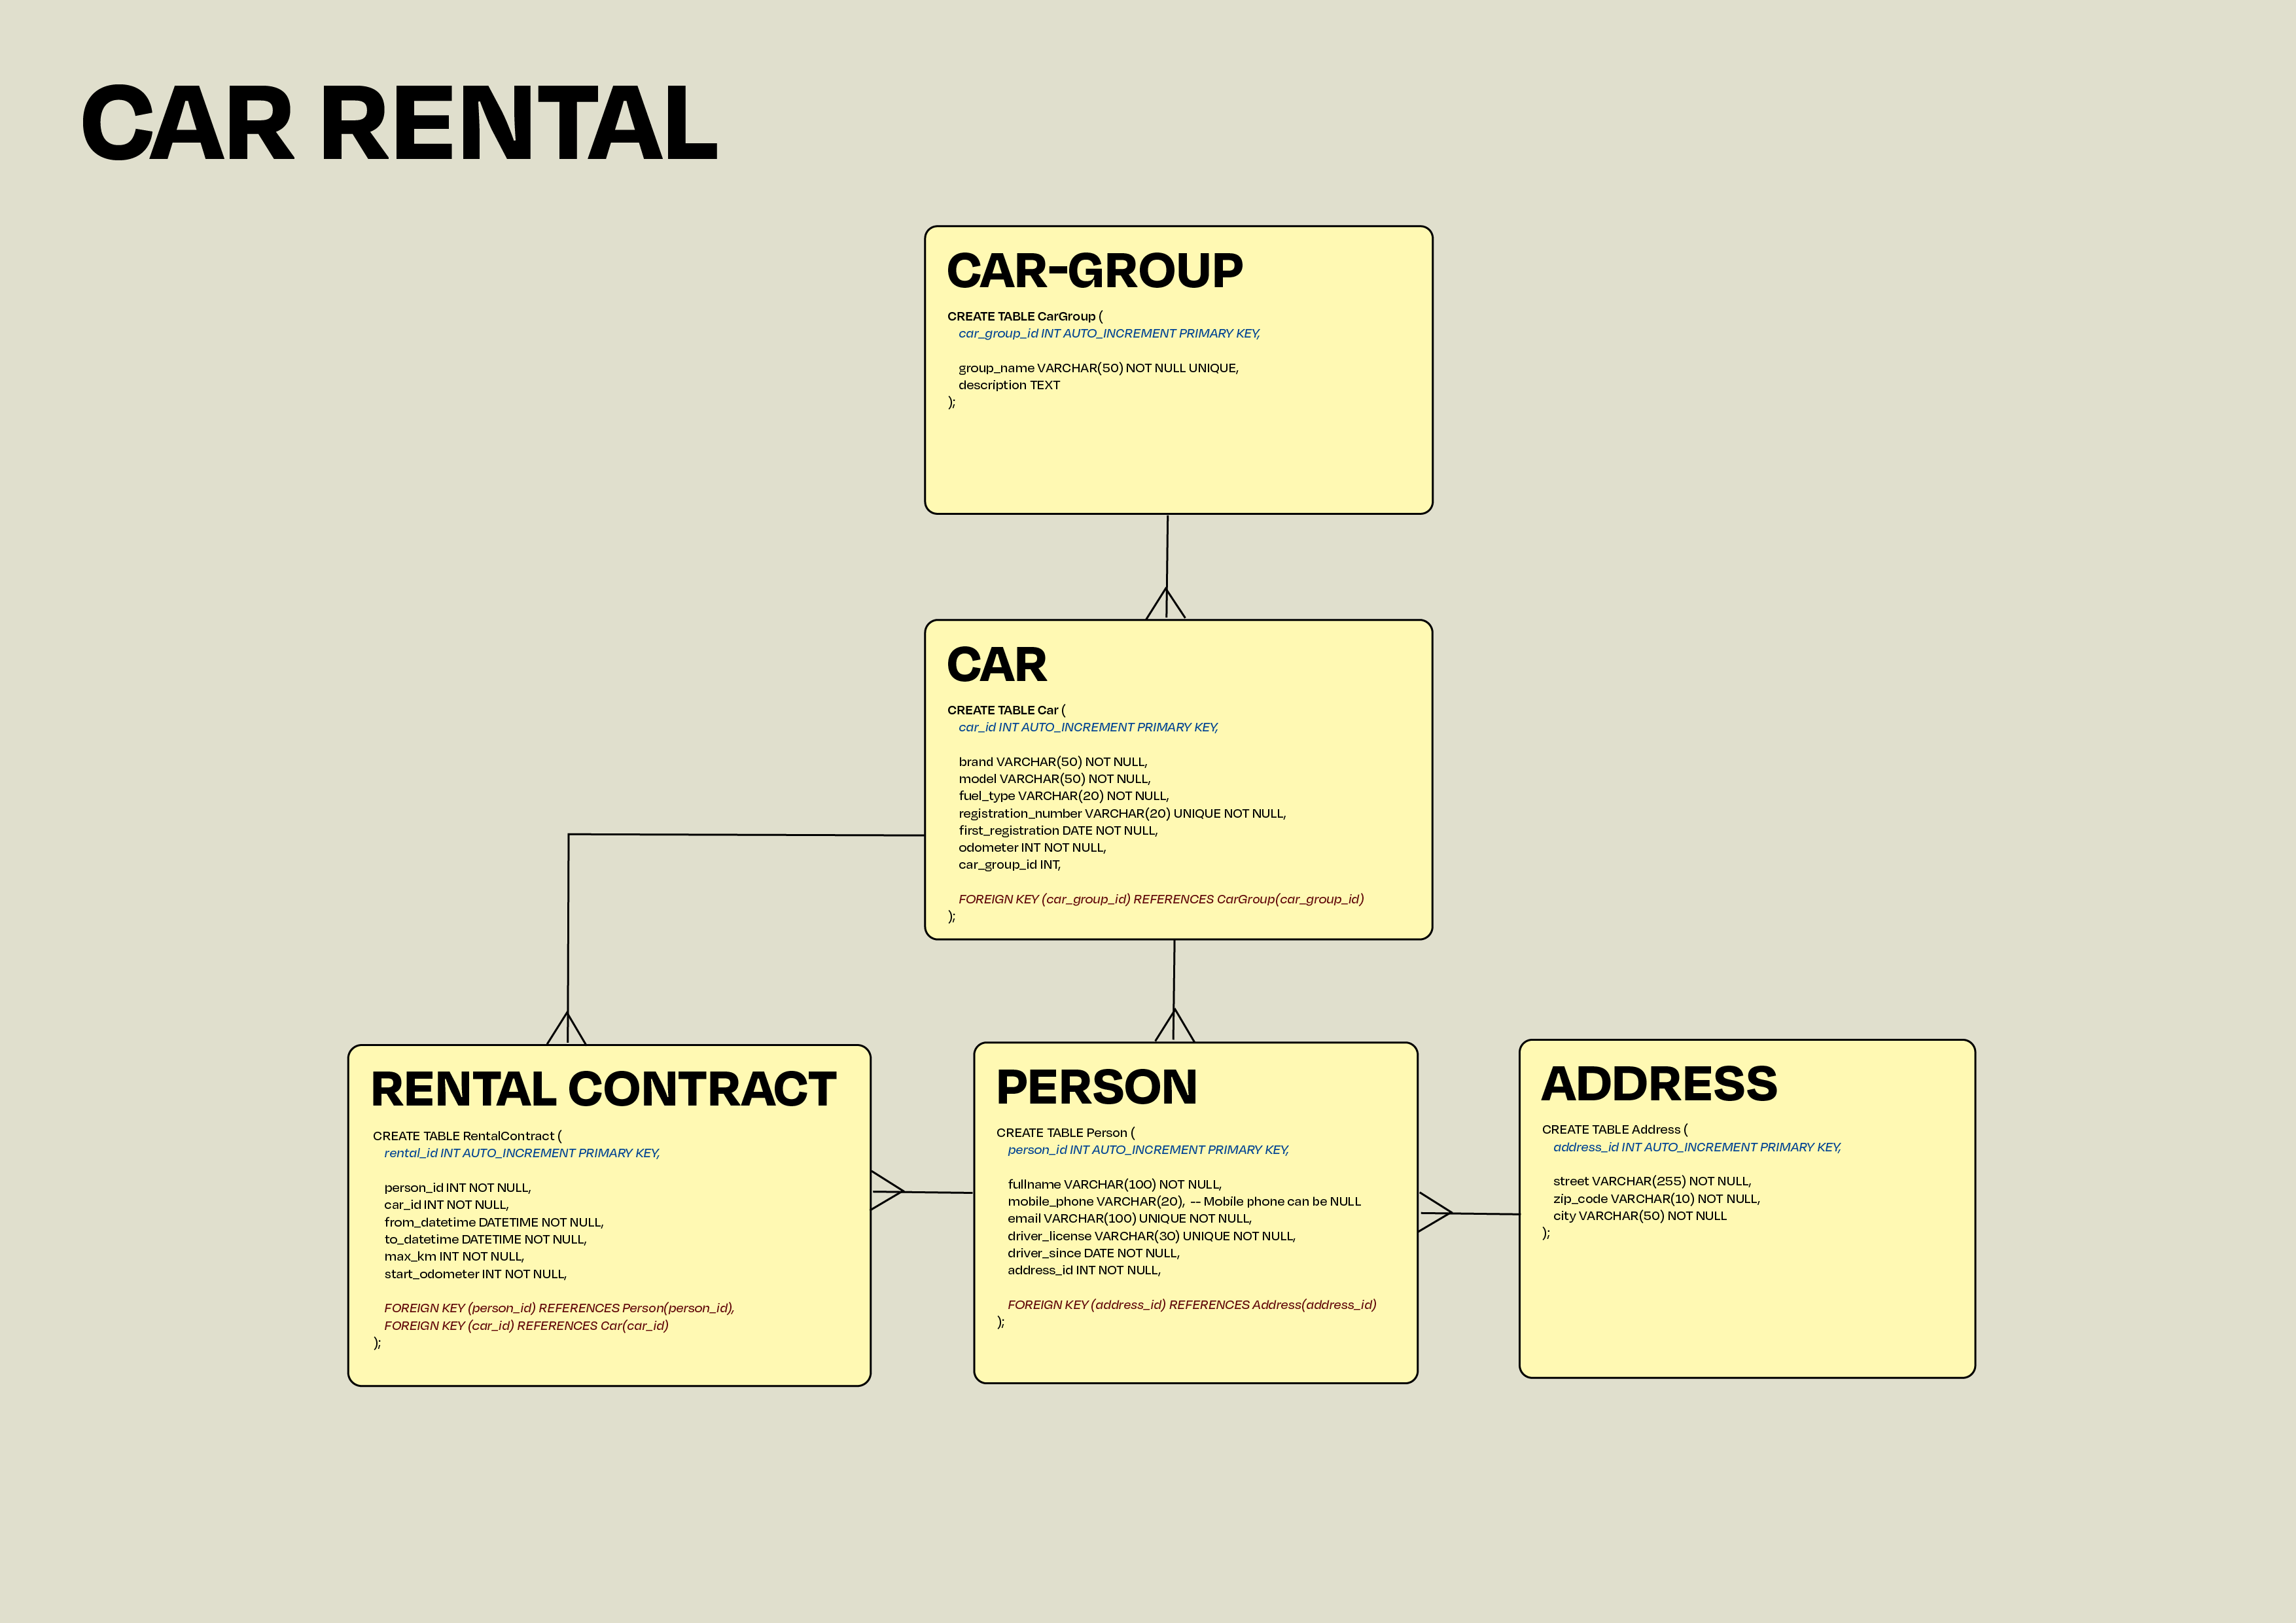 CAR RENTAL
CAR-GROUP
CREATE TABLE CarGroup (
car_group_id INT AUTO_INCREMENT PRIMARY KEY,
group_name VARCHAR(50) NOT NULL UNIQUE,
description TEXT
);
CAR
CREATE TABLE Car (
car_id INT AUTO_INCREMENT PRIMARY KEY,
brand VARCHAR(50) NOT NULL,
model VARCHAR(50) NOT NULL,
fuel_type VARCHAR(20) NOT NULL,
registration_number VARCHAR(20) UNIQUE NOT NULL,
first_registration DATE NOT NULL,
odometer INT NOT NULL,
car_group_id INT,
FOREIGN KEY (car_group_id) REFERENCES CarGroup(car_group_id)
);
RENTAL CONTRACT
CREATE TABLE RentalContract (
rental_id INT AUTO_INCREMENT PRIMARY KEY,
person_id INT NOT NULL,
car_id INT NOT NULL,
from_datetime DATETIME NOT NULL,
to_datetime DATETIME NOT NULL,
max_km INT NOT NULL,
start_odometer INT NOT NULL,
FOREIGN KEY (person_id) REFERENCES Person(person_id),
FOREIGN KEY (car_id) REFERENCES Car(car_id)
);
PERSON
CREATE TABLE Person (
person_id INT AUTO_INCREMENT PRIMARY KEY,
fullname VARCHAR(100) NOT NULL,
mobile_phone VARCHAR(20),  -- Mobile phone can be NULL
email VARCHAR(100) UNIQUE NOT NULL,
driver_license VARCHAR(30) UNIQUE NOT NULL,
driver_since DATE NOT NULL,
address_id INT NOT NULL,
FOREIGN KEY (address_id) REFERENCES Address(address_id)
);
ADDRESS
CREATE TABLE Address (
address_id INT AUTO_INCREMENT PRIMARY KEY,
street VARCHAR(255) NOT NULL,
zip_code VARCHAR(10) NOT NULL,
city VARCHAR(50) NOT NULL
);